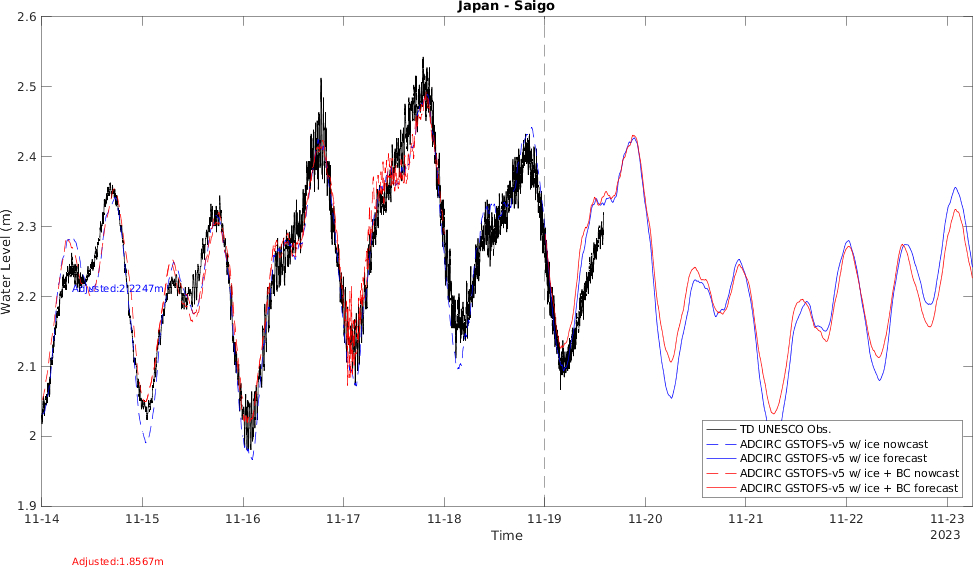 Japan - Saigo
2.6
2.5
2.4
2.3
2.2
2.1
2
1.9
Water Level (m)
Adjusted:2.2247m
TD UNESCO Obs.
ADCIRC GSTOFS-v5 w/ ice nowcast
ADCIRC GSTOFS-v5 w/ ice forecast
ADCIRC GSTOFS-v5 w/ ice + BC nowcast
ADCIRC GSTOFS-v5 w/ ice + BC forecast
11-14 11-15 11-16 11-17 11-18 11-19 11-20 11-21 11-22 11-23
2023
Time
Adjusted:1.8567m